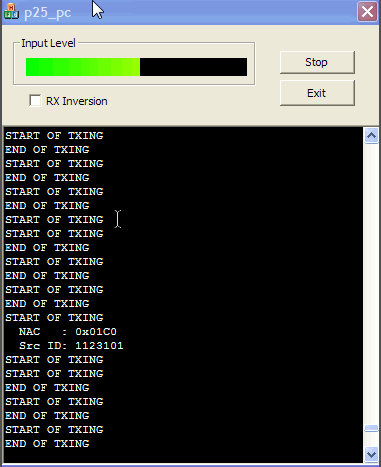 p25_pc
Input Level
Stop
Exit
RX Inversion
START OF TXING
END OF TXING
START OF TXING
END OF TXING
START OF TXING
END OF TXING
START OF TXING
START OF TXING
END OF TXING
START OF TXING
END OF TXING
START OF TXING
END OF TXING
START OF TXING
NAC   : 0x01C0
Src ID: 1123101
START OF TXING
START OF TXING
END OF TXING
START OF TXING
END OF TXING
START OF TXING
END OF TXING